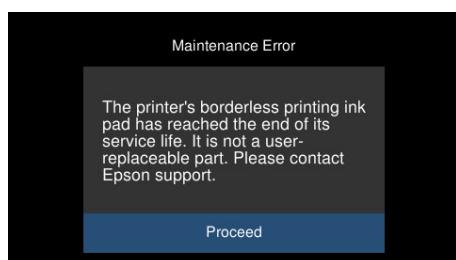 Maintenance Error
The printer's borderless printing ink
pad has reached the end of its
service life. It is not a user-
replaceable part. Please contact
Epson support.
Proceed